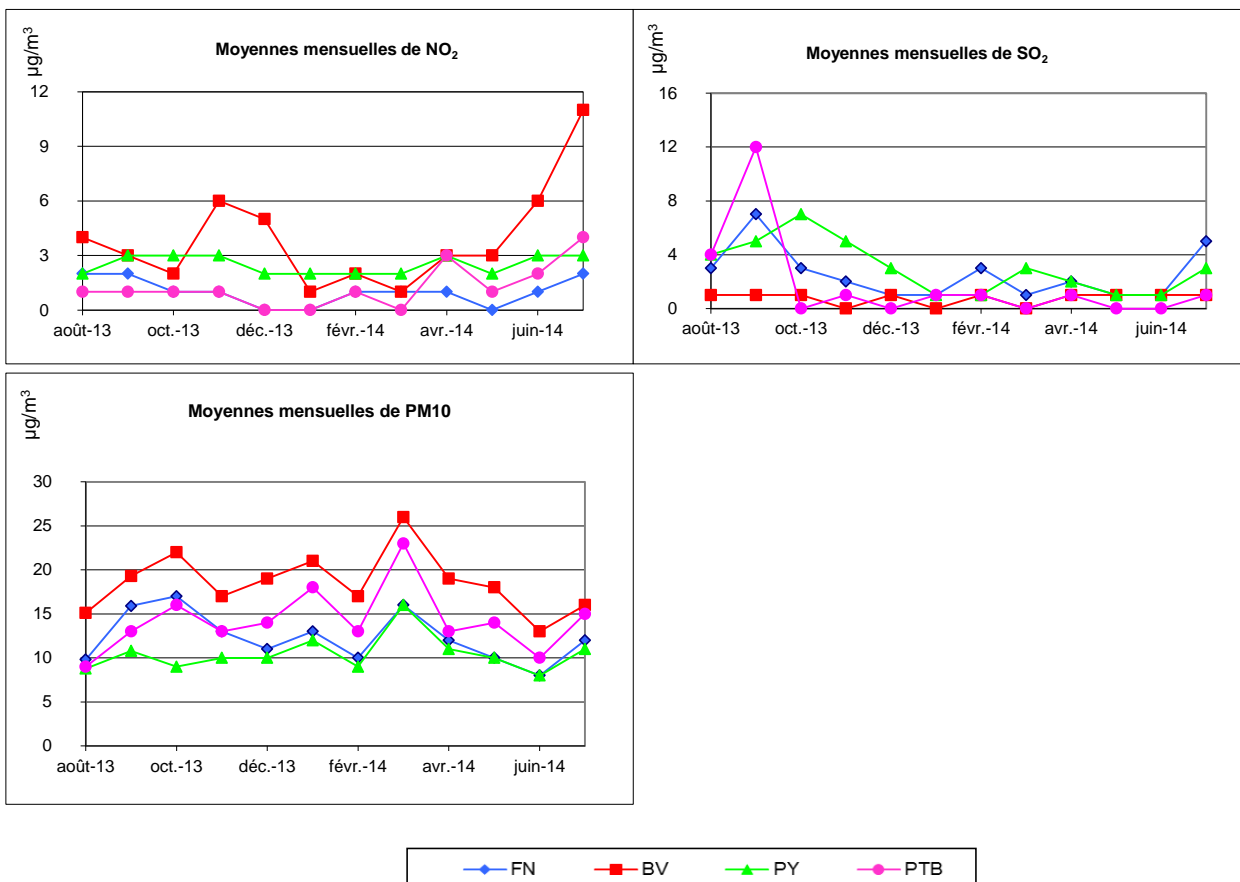 Moyennes mensuelles de NO₂
µg/m³
12
9
6
3
0
août-13 oct.-13 déc.-13 févr.-14 avr.-14 juin-14
Moyennes mensuelles de SO₂
µg/m³
16
12
8
4
0
août-13 oct.-13 déc.-13 févr.-14 avr.-14 juin-14
Moyennes mensuelles de PM10
µg/m³
30
25
20
15
10
5
0
août-13 oct.-13 déc.-13 févr.-14 avr.-14 juin-14
FN BV PY PTB